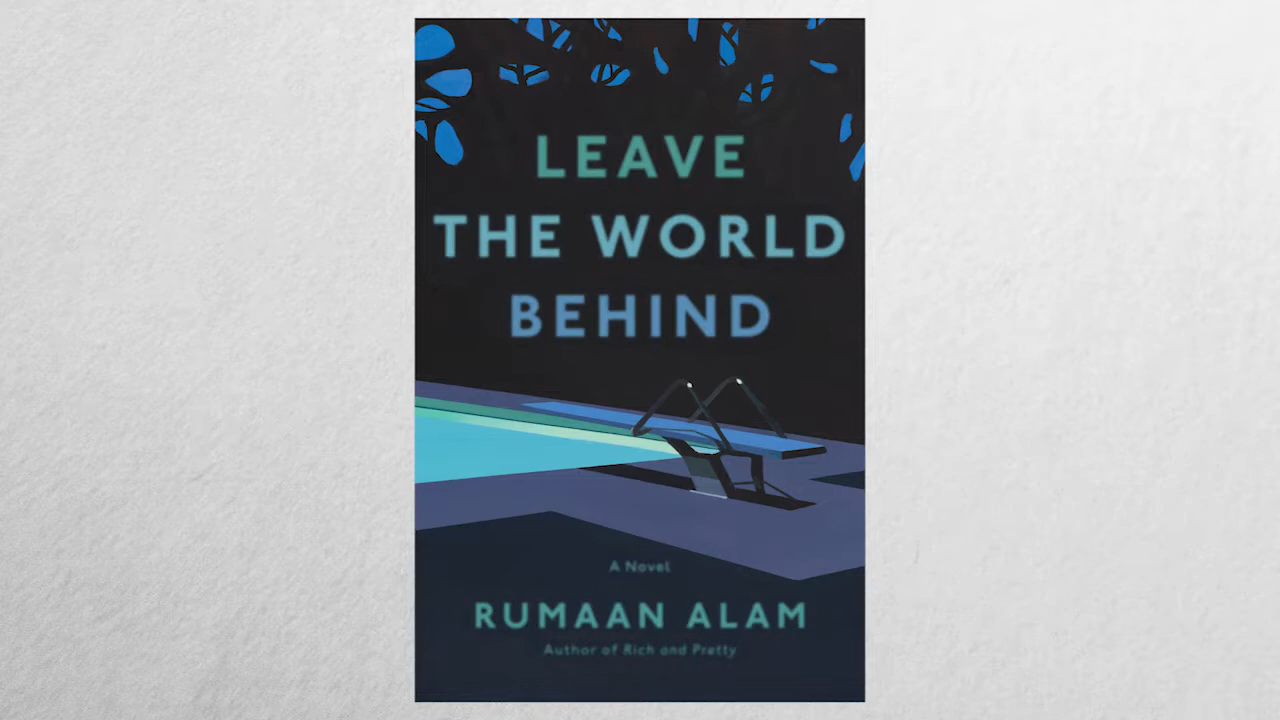 LEAVE
THE WORLD
BEHIND
A Novel
RUMAAN ALAM
Author of Rich and Pretty